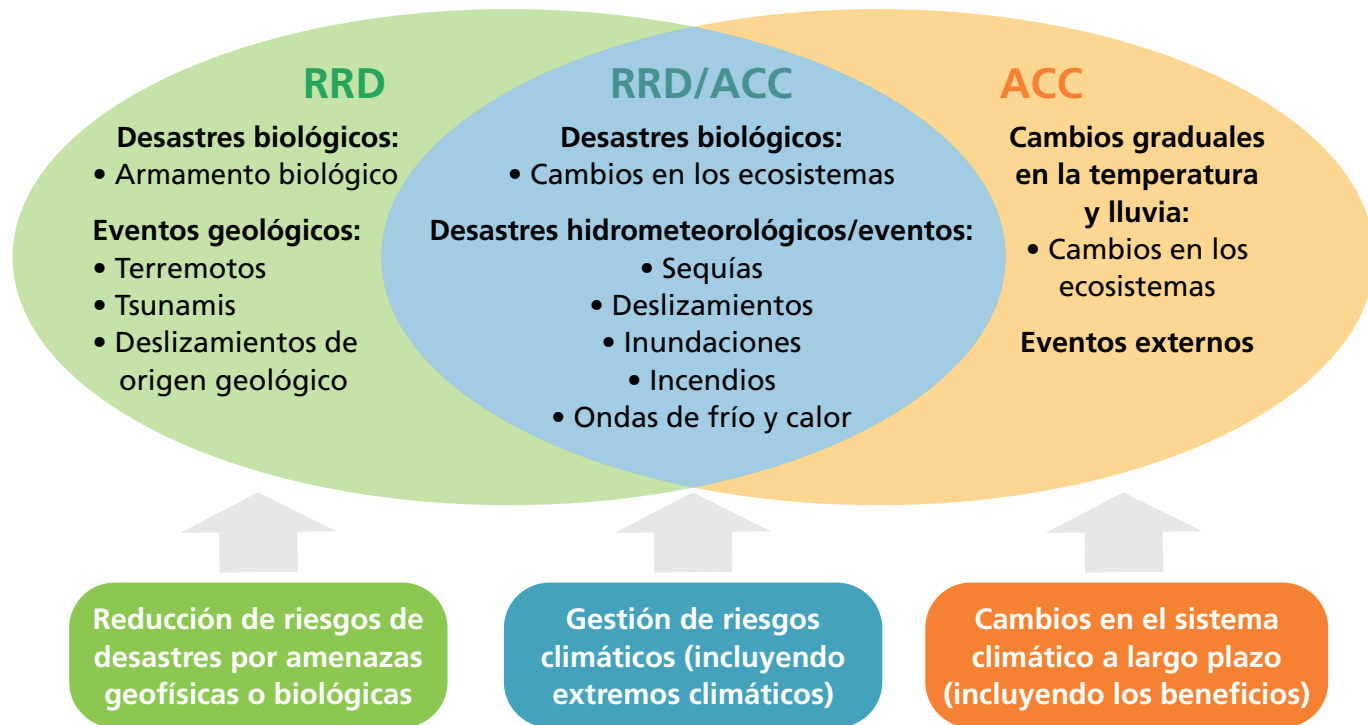 RRD
Desastres biológicos:
• Armamento biológico
Eventos geológicos:
• Terremotos
• Tsunamis
• Deslizamientos de
origen geológico
RRD/ACC
Desastres biológicos:
• Cambios en los ecosistemas
Desastres hidrometeorológicos/eventos:
• Sequías
• Deslizamientos
• Inundaciones
• Incendios
• Ondas de frío y calor
ACC
Cambios graduales
en la temperatura
y lluvia:
• Cambios en los
ecosistemas
Eventos externos
Reducción de riesgos de
desastres por amenazas
geofísicas o biológicas
Gestión de riesgos
climáticos (incluyendo
extremos climáticos)
Cambios en el sistema
climático a largo plazo
(incluyendo los beneficios)